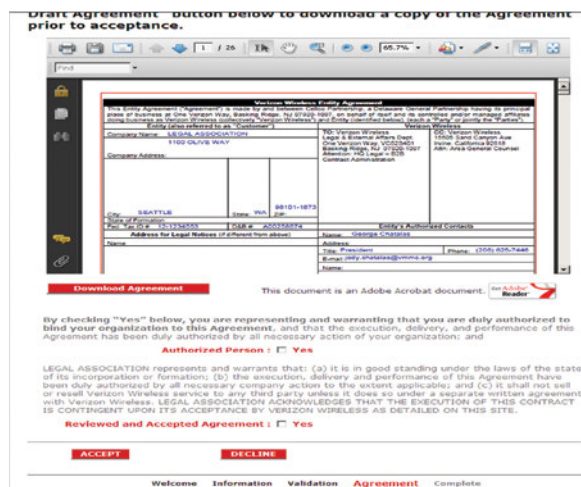 Draft Agreement" button below to download a copy of the Agreement
prior to acceptance.
1 / 26
65.7%
Find
Verizon Wireless Entity Agreement
This Entity Agreement ("Agreement") is made by and between Cellco Partnership, a Delaware General Partnership having its principal
place of business at One Verizon Way, Basking Ridge, NJ 07920-1097, on behalf of itself and its controlled and/or managed affiliates
doing business as Verizon Wireless (collectively "Verizon Wireless") and Entity (identified below), (each a "Party" or jointly the "Parties").
Entity (also referred to as "Customer")
Verizon Wireless
Company Name: LEGAL ASSOCIATION
1100 OLIVE WAY
Company Address:
TO: Verizon Wireless
Legal & External Affairs Dept.
One Verizon Way,
Basking Ridge, NJ 07920-1097
Attention: HQ Legal - B2B
Contract Administration
CC: Verizon Wireless
15505 Sand Canyon Ave
Irvine, California 92618
Attn: Area General Counsel
City: SEATTLE State: WA ZIP: 98101-1873
State of Formation
Fed. Tax ID #: 12-1234553 D&B #: A00258574
Entity's Authorized Contacts
Address for Legal Notices (if different from above)
Name: George Chatalas
Name
Address:
Title: President Phone: (206) 625-7446
E-mail:
Name:
Download Agreement
This document is an Adobe Acrobat document.
Get Adobe Reader
By checking "Yes" below, you are representing and warranting that you are duly authorized to
bind your organization to this Agreement, and that the execution, delivery, and performance of this
Agreement has been duly authorized by all necessary action of your organization; and
Authorized Person : Yes
LEGAL ASSOCIATION represents and warrants that: (a) it is in good standing under the laws of the state
of its incorporation or formation; (b) the execution, delivery and performance of this Agreement have
been duly authorized by all necessary company action to the extent applicable; and (c) it shall not sell
or resell Verizon Wireless service to any third party unless it does so under a separate written agreement
with Verizon Wireless. LEGAL ASSOCIATION ACKNOWLEDGES THAT THE EXECUTION OF THIS CONTRACT
IS CONTINGENT UPON ITS ACCEPTANCE BY VERIZON WIRELESS AS DETAILED ON THIS SITE.
Reviewed and Accepted Agreement : Yes
ACCEPT DECLINE
Welcome Information Validation Agreement Complete